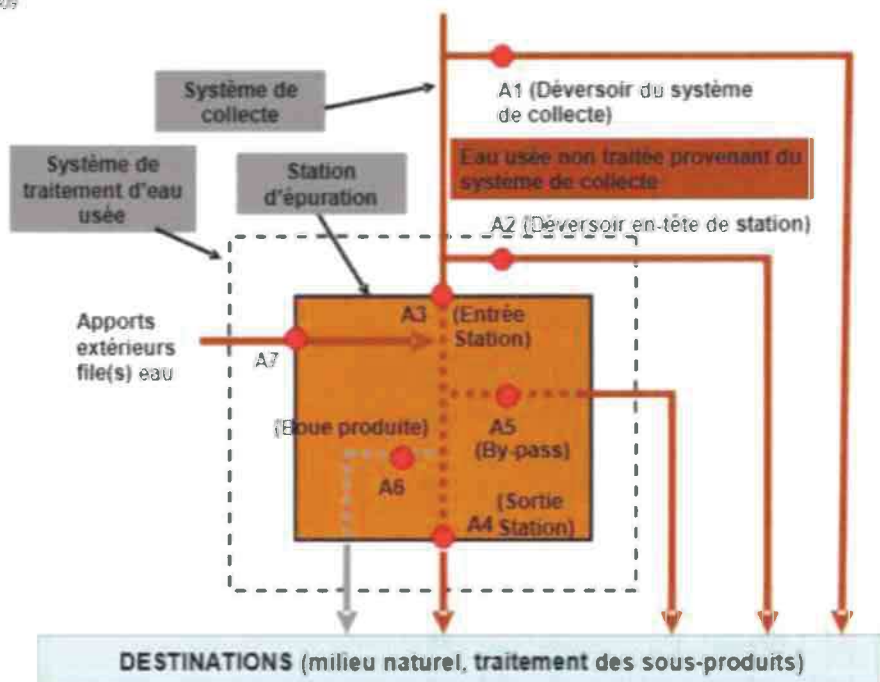 Système de
collecte
A1 (Déversoir du système
de collecte)
Système de
traitement d'eau
usée
Station
d'épuration
Eau usée non traitée provenant du
système de collecte
A2 (Déversoir en-tête de station)
Apports
extérieurs
file(s) eau
A7
A3 (Entrée
Station)
(Boue produite)
A5
(By-pass)
A6
(Sortie
A4 Station)
DESTINATIONS (milieu naturel, traitement des sous-produits)